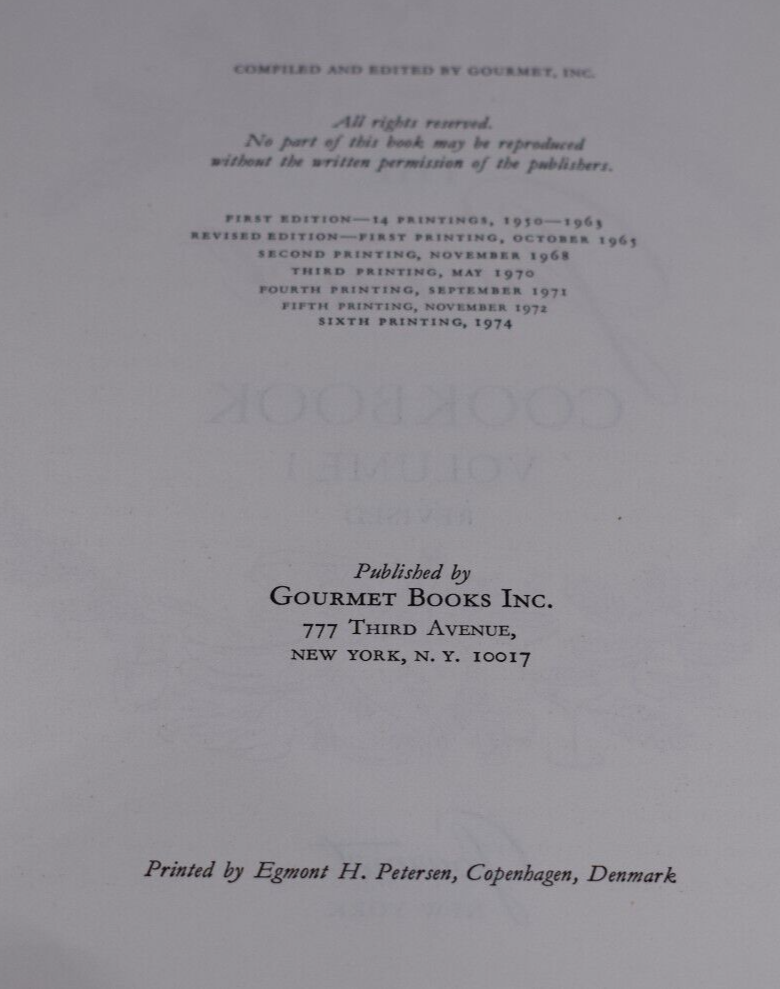 COMPILED AND EDITED BY GOURMET, INC.
All rights reserved.
No part of this book may be reproduced
without the written permission of the publishers.
FIRST EDITION—14 PRINTINGS, 1950—1963
REVISED EDITION—FIRST PRINTING, OCTOBER 1965
SECOND PRINTING, NOVEMBER 1968
THIRD PRINTING, MAY 1970
FOURTH PRINTING, SEPTEMBER 1971
FIFTH PRINTING, NOVEMBER 1972
SIXTH PRINTING, 1974
COOKBOOK
VOLUME I
REVISED
Published by
GOURMET BOOKS INC.
777 THIRD AVENUE,
NEW YORK, N. Y. 10017
Printed by Egmont H. Petersen, Copenhagen, Denmark